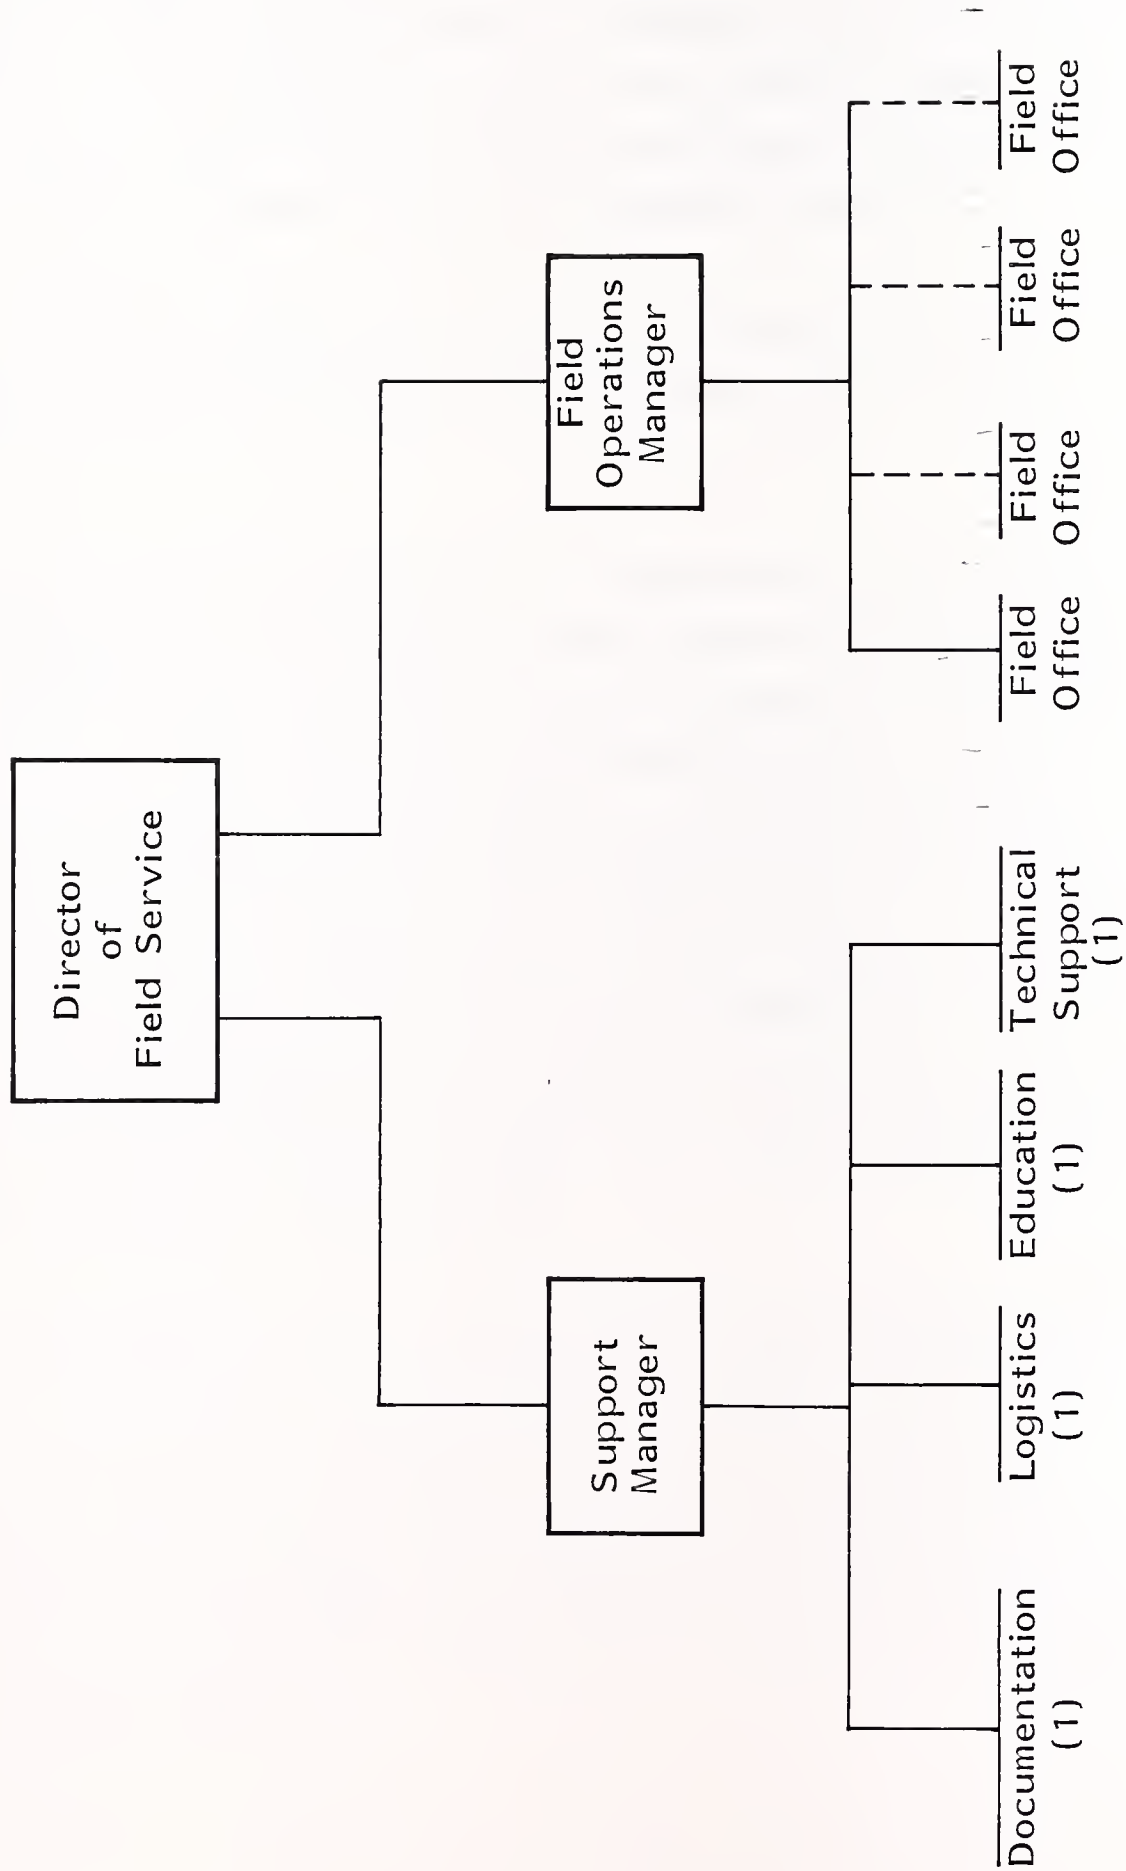 Director
of
Field Service
Support
Manager
Field
Operations
Manager
Documentation
(1)
Logistics
(1)
Education
(1)
Technical
Support
(1)
Field
Office
Field
Office
Field
Office
Field
Office